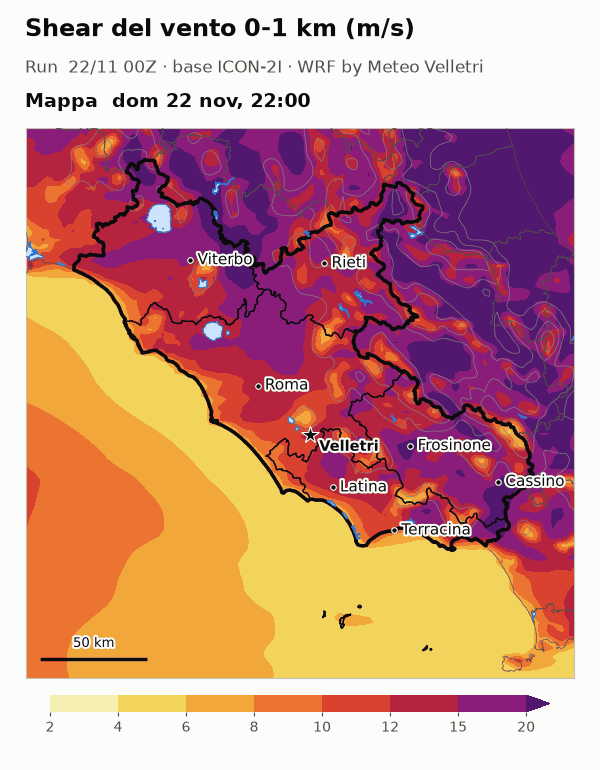 Shear del vento 0-1 km (m/s)
Run  22/11 00Z · base ICON-2I · WRF by Meteo Velletri
Mappa  dom 22 nov, 22:00
Viterbo
Rieti
Roma
Velletri
Frosinone
Latina
Cassino
Terracina
50 km
2 4 6 8 10 12 15 20